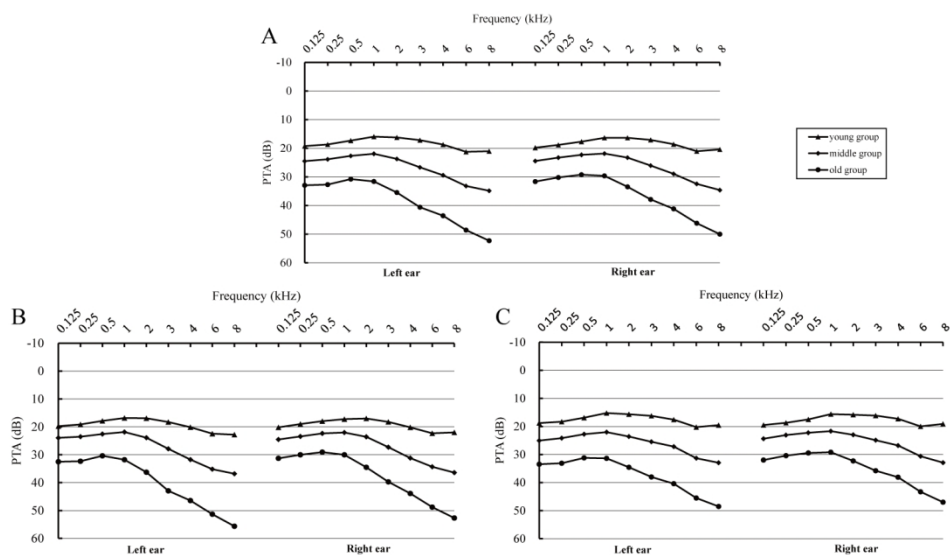 Frequency (kHz)
A
0.125 0.25 0.5 1 2 3 4 6 8 0.125 0.25 0.5 1 2 3 4 6 8
-10
0
10
20
30
40
50
60
PTA (dB)
Left ear Right ear
young group
middle group
old group
B
Frequency (kHz)
0.125 0.25 0.5 1 2 3 4 6 8 0.125 0.25 0.5 1 2 3 4 6 8
-10
0
10
20
30
40
50
60
PTA (dB)
Left ear Right ear
C
Frequency (kHz)
0.125 0.25 0.5 1 2 3 4 6 8 0.125 0.25 0.5 1 2 3 4 6 8
-10
0
10
20
30
40
50
60
PTA (dB)
Left ear Right ear